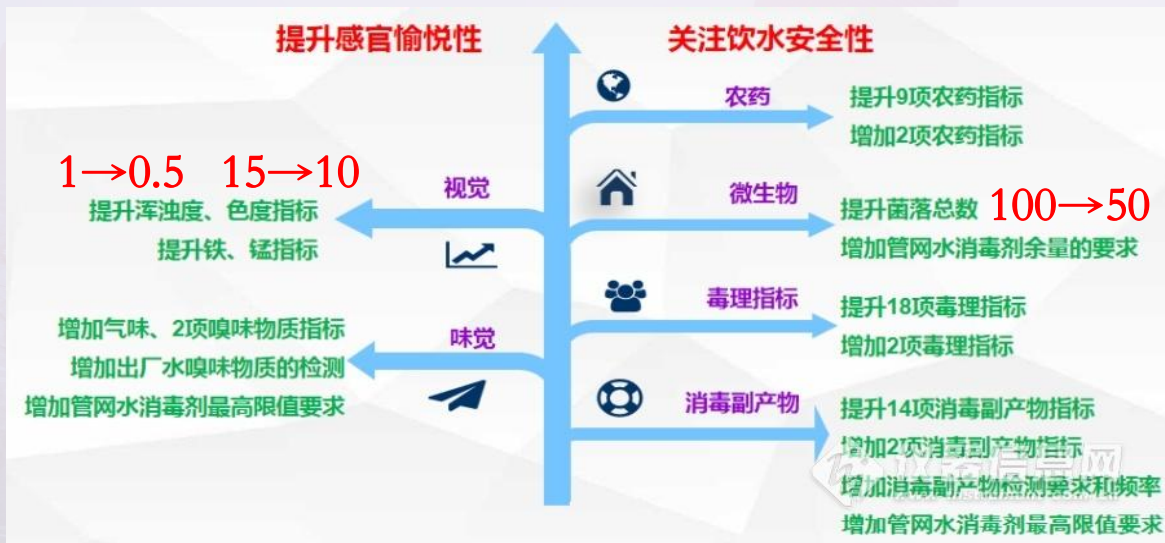 提升感官愉悦性
关注饮水安全性
1→0.5 15→10
视觉
提升浑浊度、色度指标
提升铁、锰指标
味觉
增加气味、2项嗅味物质指标
增加出厂水嗅味物质的检测
增加管网水消毒剂最高限值要求
农药
提升9项农药指标
增加2项农药指标
微生物
提升菌落总数 100→50
增加管网水消毒剂余量的要求
毒理指标
提升18项毒理指标
增加2项毒理指标
消毒副产物
提升14项消毒副产物指标
增加2项消毒副产物指标
增加消毒副产物检测要求和频率
增加管网水消毒剂最高限值要求
仪器信息网